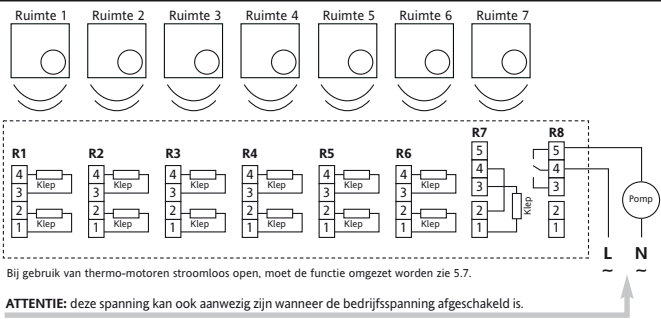 Ruimte 1 Ruimte 2 Ruimte 3 Ruimte 4 Ruimte 5 Ruimte 6 Ruimte 7
R1 R2 R3 R4 R5 R6 R7 R8
5 5
4 4 4 4 4 4 4 4
Klep Klep Klep Klep Klep Klep
3 3 3 3 3 3 3 3
2 2 2 2 2 2 2 2
Klep Klep Klep Klep Klep Klep Klep
1 1 1 1 1 1 1 1
Pomp
L N
~ ~
Bij gebruik van thermo-motoren stroomloos open, moet de functie omgezet worden zie 5.7.
ATTENTIE: deze spanning kan ook aanwezig zijn wanneer de bedrijfsspanning afgeschakeld is.